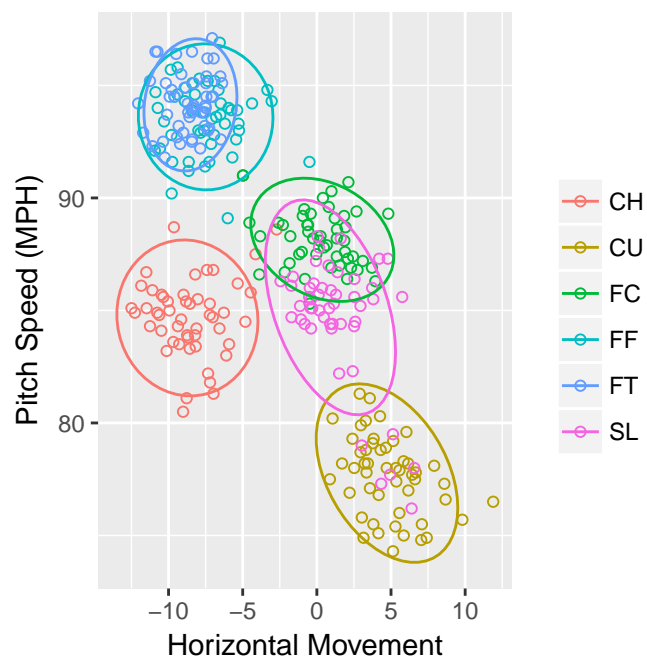 Pitch Speed (MPH)
90
80
−10
−5
0
5
10
Horizontal Movement
CH
CU
FC
FF
FT
SL